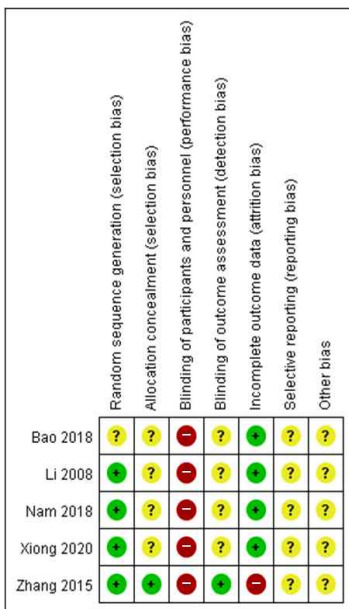 Random sequence generation (selection bias)
Allocation concealment (selection bias)
Blinding of participants and personnel (performance bias)
Blinding of outcome assessment (detection bias)
Incomplete outcome data (attrition bias)
Selective reporting (reporting bias)
Other bias
Bao 2018 ? ? − ? + ? ?
Li 2008 + ? − ? + ? ?
Nam 2018 + ? − ? + ? ?
Xiong 2020 + ? − ? + ? ?
Zhang 2015 + + − + − ? ?